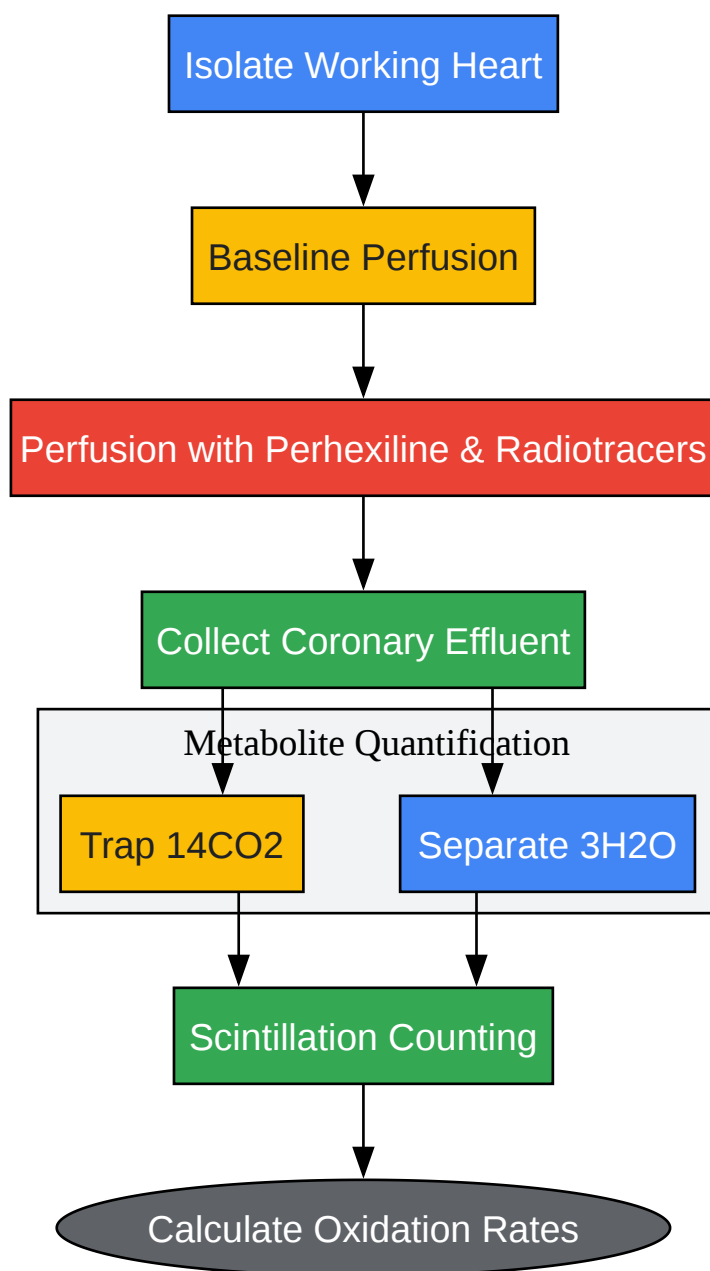 Isolate Working Heart
Baseline Perfusion
Perfusion with Perhexiline & Radiotracers
Collect Coronary Effluent
Metabolite Quantification
Trap 14CO2
Separate 3H2O
Scintillation Counting
Calculate Oxidation Rates